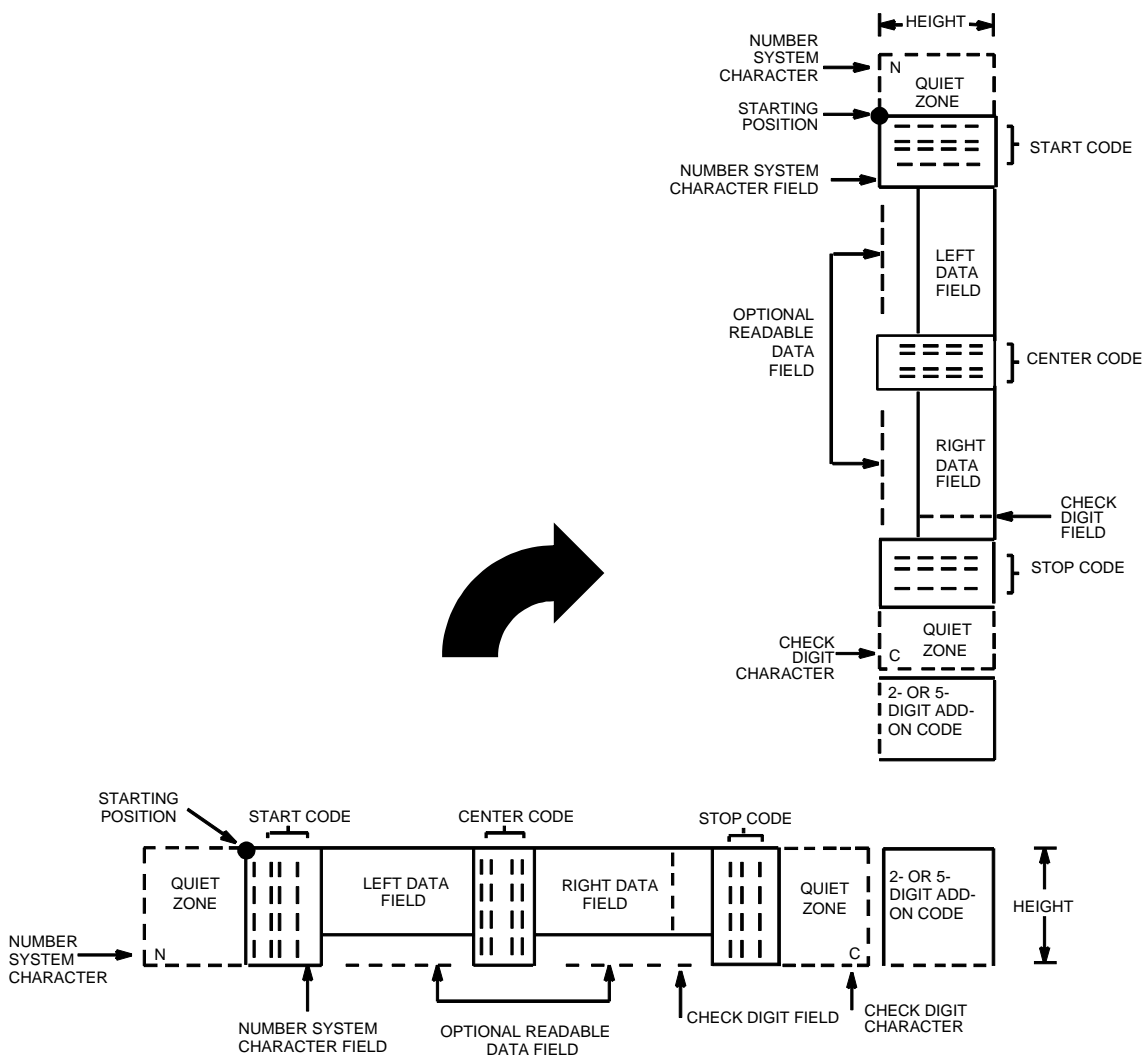 HEIGHT
NUMBER
SYSTEM
CHARACTER
N
QUIET
ZONE
STARTING
POSITION
START CODE
NUMBER SYSTEM
CHARACTER FIELD
LEFT
DATA
FIELD
OPTIONAL
READABLE
DATA
FIELD
CENTER CODE
RIGHT
DATA
FIELD
CHECK
DIGIT
FIELD
STOP CODE
QUIET
ZONE
CHECK
DIGIT
CHARACTER
C
2- OR 5-
DIGIT ADD-
ON CODE
STARTING
POSITION
START CODE
CENTER CODE
STOP CODE
QUIET
ZONE
LEFT DATA
FIELD
RIGHT DATA
FIELD
QUIET
ZONE
2- OR 5-
DIGIT ADD-
ON CODE
HEIGHT
NUMBER
SYSTEM
CHARACTER
N
C
NUMBER SYSTEM
CHARACTER FIELD
OPTIONAL READABLE
DATA FIELD
CHECK DIGIT FIELD
CHECK DIGIT
CHARACTER